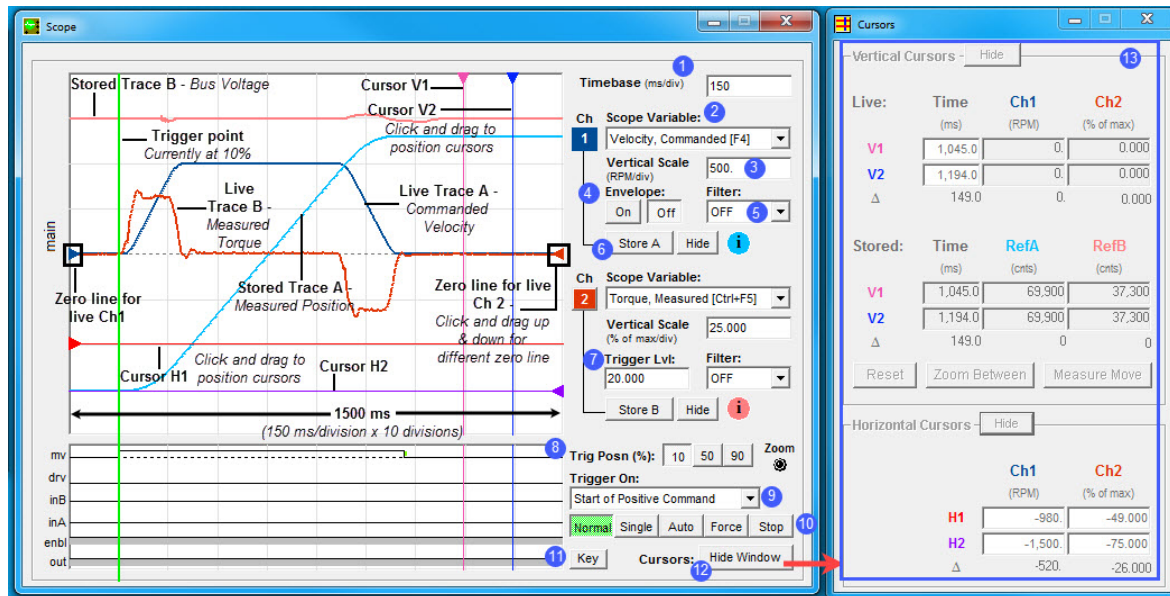 Scope
Stored Trace B - Bus Voltage
Cursor V1
Cursor V2
Click and drag to
position cursors
Trigger point
Currently at 10%
Live
Trace B -
Measured
Torque
Live Trace A -
Commanded
Velocity
main
Zero line for
live Ch1
Stored Trace A -
Measured Position
Zero line for live
Ch 2 -
Click and drag up
& down for
different zero line
Click and drag to
position cursors
Cursor H1
Cursor H2
1500 ms
(150 ms/division x 10 divisions)
mv
drv
inB
inA
enbl
out
1
Timebase (ms/div) 150
Ch Scope Variable: 2
1 Velocity, Commanded [F4]
Vertical Scale
(RPM/div) 500. 3
4 Envelope: Filter:
On Off OFF 5
6 Store A Hide i
Ch Scope Variable:
2 Torque, Measured [Ctrl+F5]
Vertical Scale
(% of max/div) 25.000
7 Trigger Lvl: Filter:
20.000 OFF
Store B Hide i
8 Trig Posn (%): 10 50 90 Zoom
Trigger On:
Start of Positive Command 9
Normal Single Auto Force Stop 10
11 Key Cursors: Hide Window
12
Cursors
Vertical Cursors - Hide 13
Live: Time Ch1 Ch2
(ms) (RPM) (% of max)
V1 1,045.0 0. 0.000
V2 1,194.0 0. 0.000
Δ 149.0 0. 0.000
Stored: Time RefA RefB
(ms) (cnts) (cnts)
V1 1,045.0 69,900 37,300
V2 1,194.0 69,900 37,300
Δ 149.0 0 0
Reset Zoom Between Measure Move
Horizontal Cursors - Hide
Ch1 Ch2
(RPM) (% of max)
H1 -980. -49.000
H2 -1,500. -75.000
Δ -520. -26.000